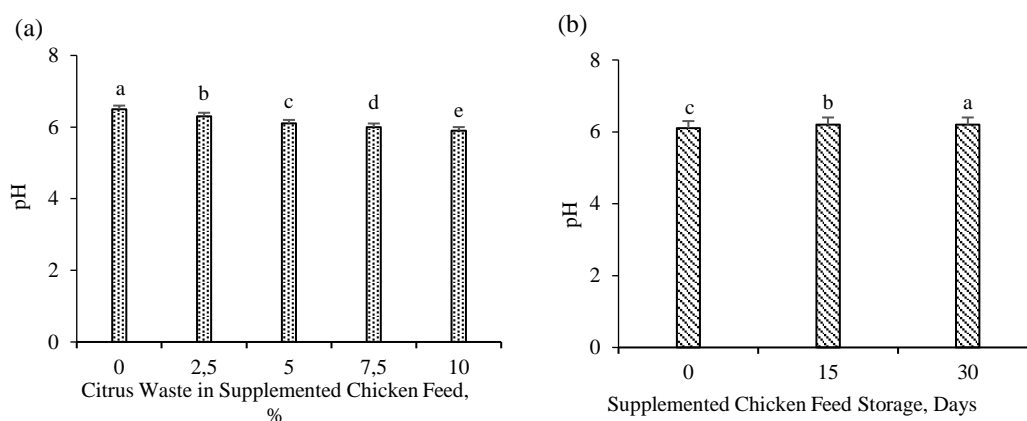 (a)
8
6
4
2
0
pH
a
b
c
d
e
0 2,5 5 7,5 10
Citrus Waste in Supplemented Chicken Feed,
%
(b)
8
6
4
2
0
pH
c
b
a
0 15 30
Supplemented Chicken Feed Storage, Days